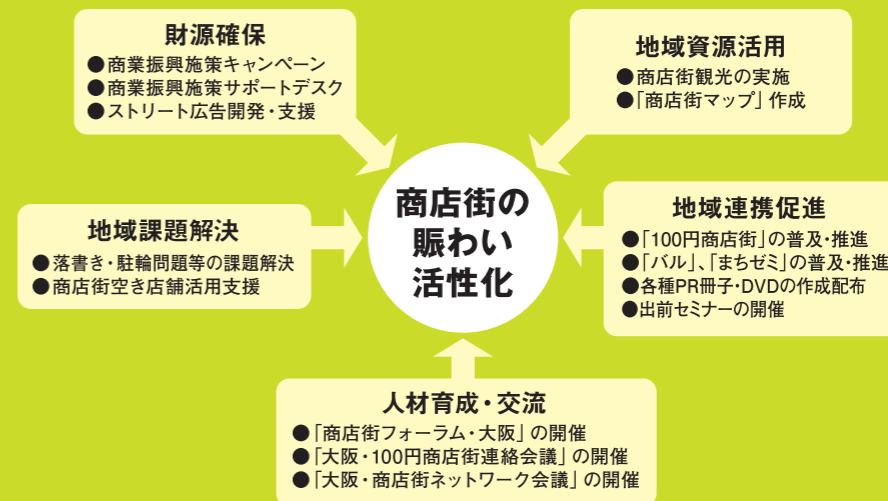 財源確保
●商業振興施策キャンペーン
●商業振興施策サポートデスク
●ストリート広告開発・支援
地域資源活用
●商店街観光の実施
●「商店街マップ」作成
商店街の
賑わい
活性化
地域課題解決
●落書き・駐輪問題等の課題解決
●商店街空き店舗活用支援
地域連携促進
●「100円商店街」の普及・推進
●「バル」、「まちゼミ」の普及・推進
●各種PR冊子・DVDの作成配布
●出前セミナーの開催
人材育成・交流
●「商店街フォーラム・大阪」の開催
●「大阪・100円商店街連絡会議」の開催
●「大阪・商店街ネットワーク会議」の開催